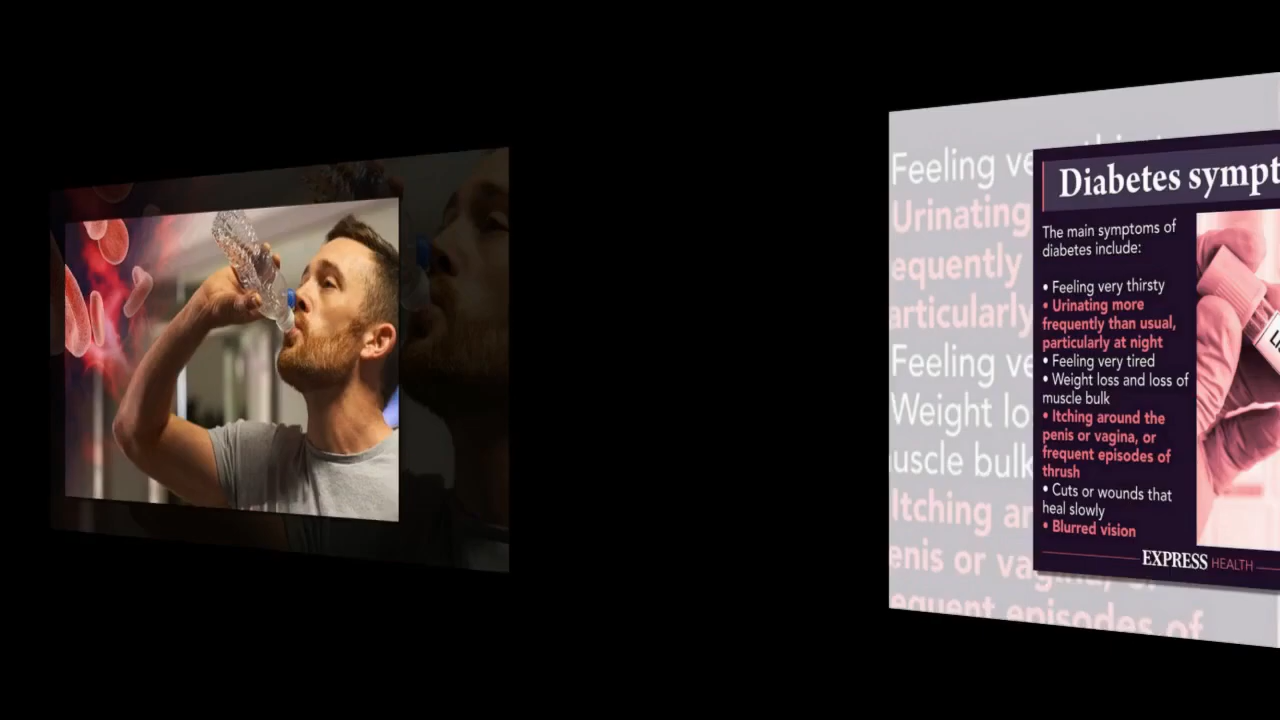 Feeling ve
Urinating
equently
articularly
Feeling ve
Weight lo
uscle bulk
Itching ar
enis or vag
equent episodes of
Diabetes sympt
The main symptoms of
diabetes include:
• Feeling very thirsty
• Urinating more
frequently than usual,
particularly at night
• Feeling very tired
• Weight loss and loss of
muscle bulk
• Itching around the
penis or vagina, or
frequent episodes of
thrush
• Cuts or wounds that
heal slowly
• Blurred vision
EXPRESS HEALTH